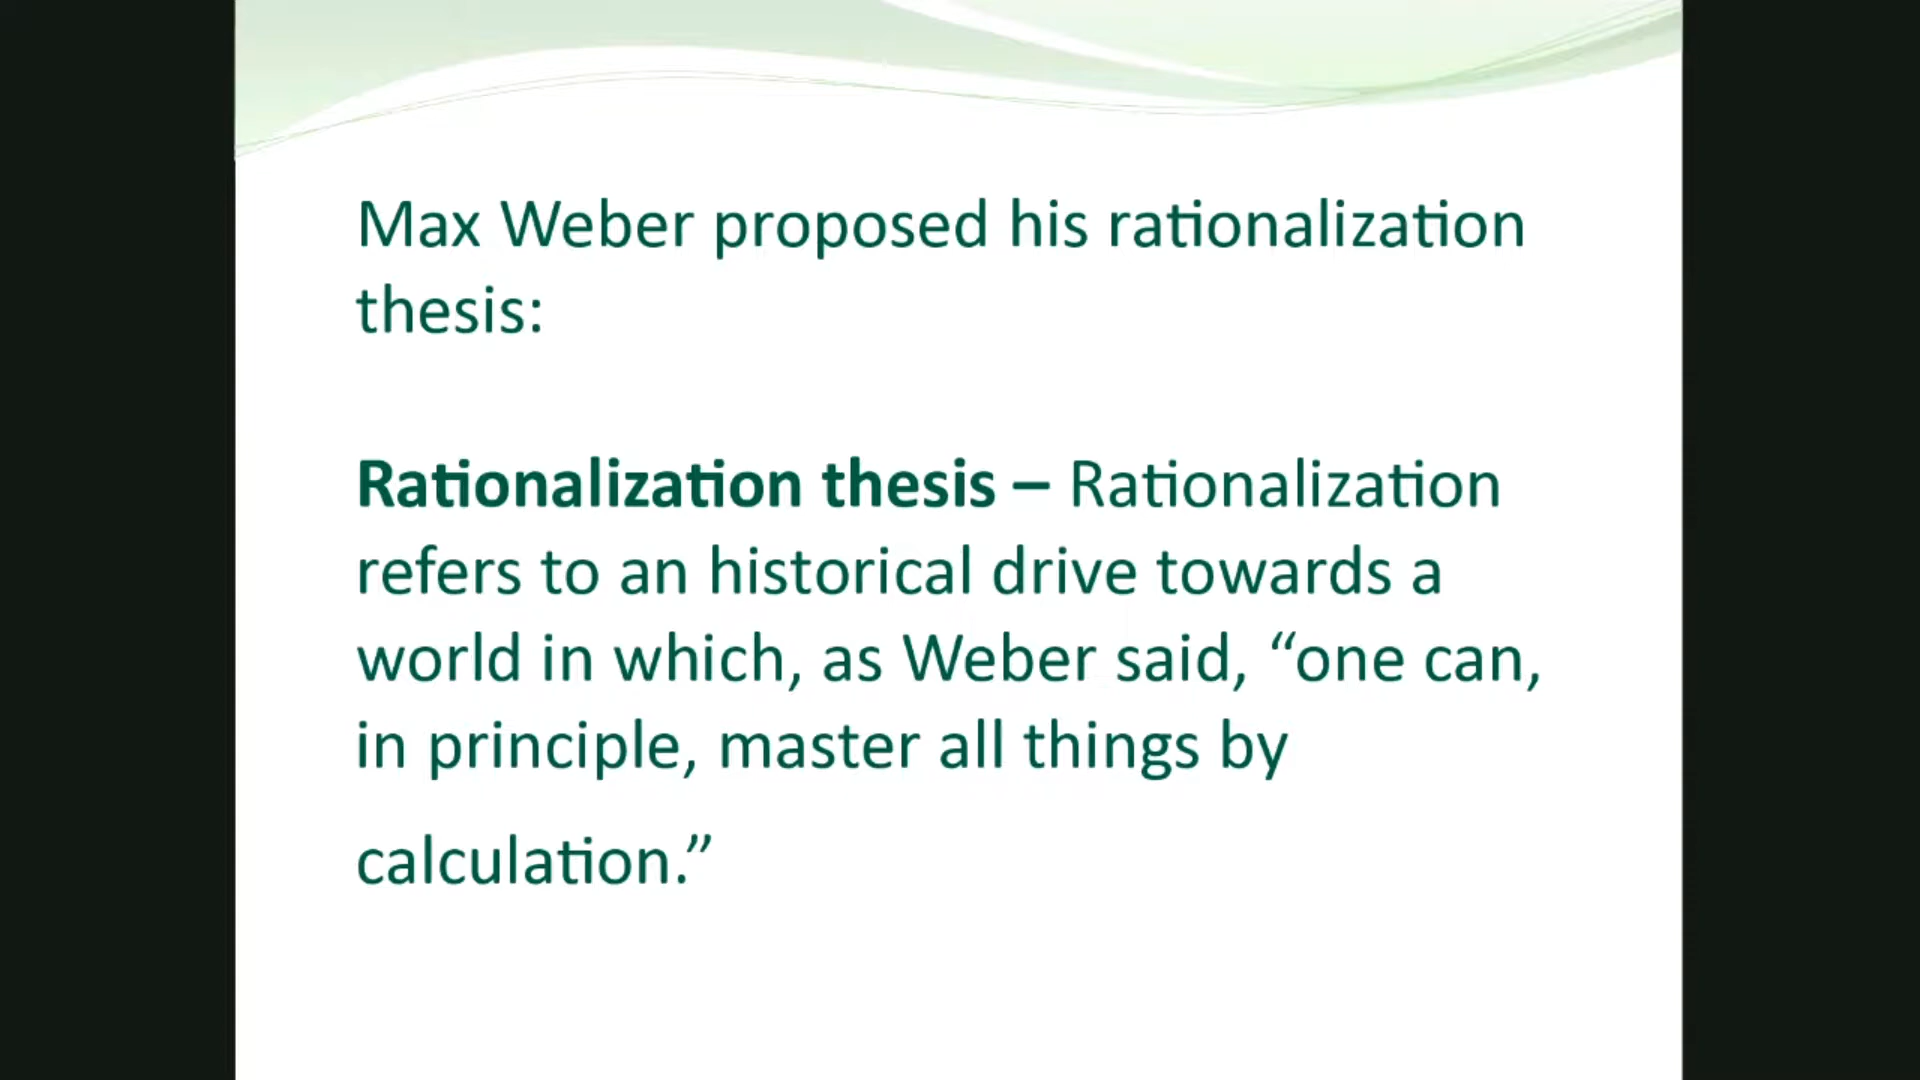 Max Weber proposed his rationalization
thesis:
Rationalization thesis – Rationalization
refers to an historical drive towards a
world in which, as Weber said, “one can,
in principle, master all things by
calculation.”